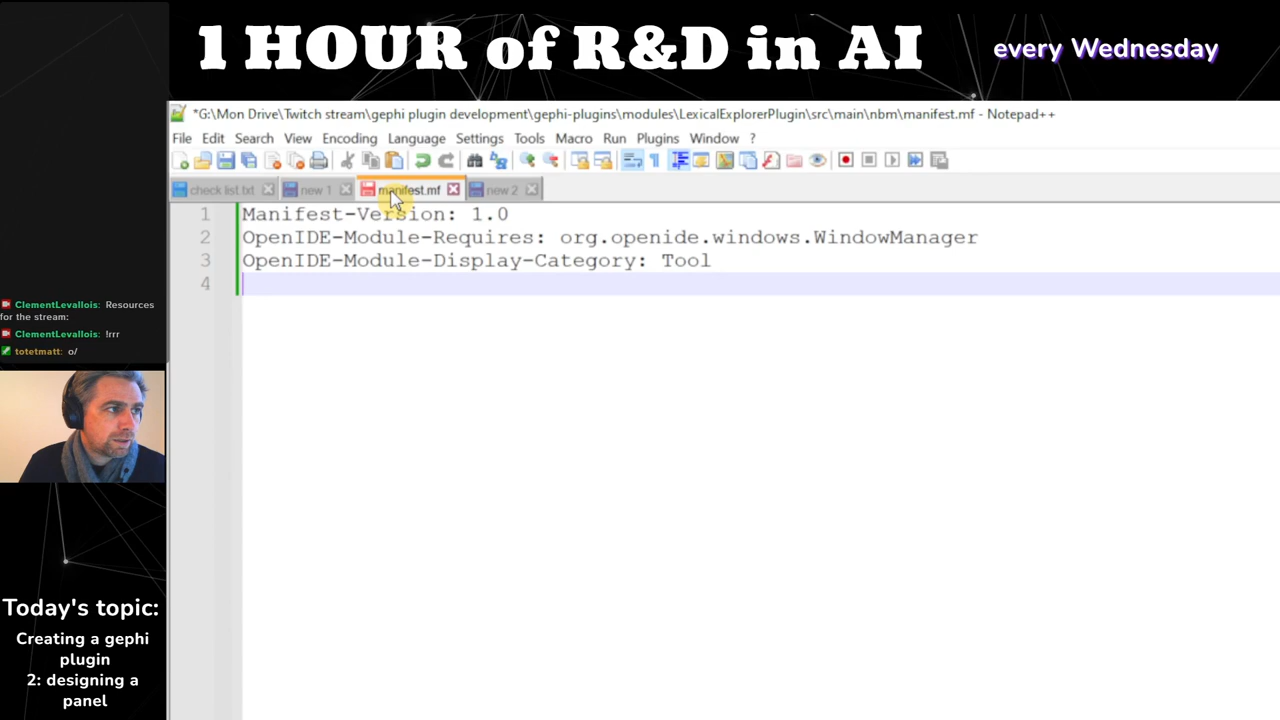 1 HOUR of R&D in AI
every Wednesday
*G:\Mon Drive\Twitch stream\gephi plugin development\gephi-plugins\modules\LexicalExplorerPlugin\src\main\nbm\manifest.mf - Notepad++
File Edit Search View Encoding Language Settings Tools Macro Run Plugins Window ?
check list.txt new 1 manifest.mf new 2
1 Manifest-Version: 1.0
2 OpenIDE-Module-Requires: org.openide.windows.WindowManager
3 OpenIDE-Module-Display-Category: Tool
4
ClementLevallois: Resources
for the stream:
ClementLevallois: !rrr
totetmatt: o/
Today's topic:
Creating a gephi
plugin
2: designing a
panel